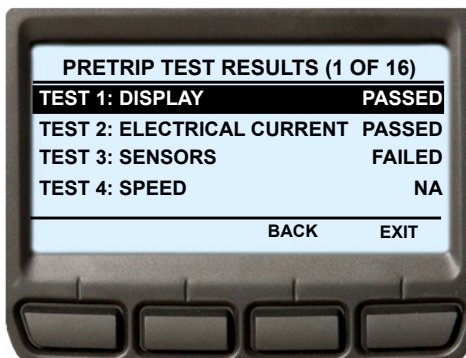 PRETRIP TEST RESULTS (1 OF 16)
TEST 1: DISPLAY PASSED
TEST 2: ELECTRICAL CURRENT PASSED
TEST 3: SENSORS FAILED
TEST 4: SPEED NA
BACK EXIT